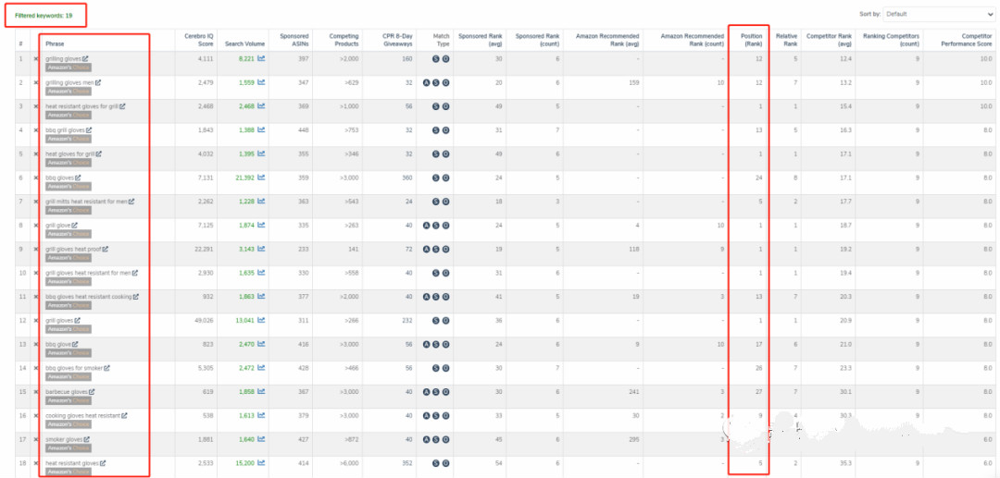 Filtered keywords: 19
Sort by: Default
# Phrase Cerebro IQ Score Search Volume Sponsored ASINs Competing Products CPR 8-Day Giveaways Match Type Sponsored Rank (avg) Sponsored Rank (count) Amazon Recommended Rank (avg) Amazon Recommended Rank (count) Position (Rank) Relative Rank Competitor Rank (avg) Ranking Competitors (count) Competitor Performance Score
1 × grilling gloves 4,111 8,221 397 >2,000 160 S O 30 6 - - 12 5 12.4 9 10.0
Amazon's Choice
2 × grilling gloves men 2,479 1,559 347 >629 32 A S O 20 6 159 10 12 7 13.2 9 10.0
Amazon's Choice
3 × heat resistant gloves for grill 2,468 2,468 369 >1,000 56 S O 49 5 - - 1 1 15.4 9 10.0
Amazon's Choice
4 × bbq grill gloves 1,843 1,388 448 >753 32 S O 31 7 - - 13 5 16.3 9 8.0
Amazon's Choice
5 × heat gloves for grill 4,032 1,395 355 >346 32 S O 49 6 - - 1 1 17.1 9 8.0
Amazon's Choice
6 × bbq gloves 7,131 21,392 359 >3,000 360 S O 24 5 - - 24 8 17.1 9 8.0
Amazon's Choice
7 × grill mitts heat resistant for men 2,262 1,228 363 >543 24 S O 18 3 - - 5 2 17.7 9 8.0
Amazon's Choice
8 × grill glove 7,125 1,874 335 >263 40 A S O 24 5 4 10 1 1 18.7 9 8.0
Amazon's Choice
9 × grill gloves heat proof 22,291 3,143 233 141 72 A S O 19 5 118 9 1 1 19.2 9 8.0
Amazon's Choice
10 × grill gloves heat resistant for men 2,930 1,635 330 >558 40 S O 31 6 - - 1 1 19.4 9 8.0
Amazon's Choice
11 × bbq gloves heat resistant cooking 932 1,863 377 >2,000 40 A S O 41 5 19 3 13 7 20.3 9 8.0
Amazon's Choice
12 × grill gloves 49,026 13,041 311 >266 232 S O 36 6 - - 1 1 20.9 9 8.0
Amazon's Choice
13 × bbq glove 823 2,470 416 >3,000 56 A S O 24 6 9 10 17 6 21.0 9 8.0
Amazon's Choice
14 × bbq gloves for smoker 5,305 2,472 428 >466 56 S O 30 7 - - 26 7 23.3 9 8.0
Amazon's Choice
15 × barbecue gloves 619 1,858 367 >3,000 40 A S O 30 6 241 3 27 7 30.1 9 8.0
Amazon's Choice
16 × cooking gloves heat resistant 538 1,613 379 >3,000 40 A S O 33 5 30 2 9 4 9 8.0
Amazon's Choice
17 × smoker gloves 1,881 1,640 427 >872 40 A S O 45 6 295 3 9 6.0
Amazon's Choice
18 × heat resistant gloves 2,533 15,200 414 >6,000 352 S O 54 6 - - 5 2 35.3 9 6.0
Amazon's Choice